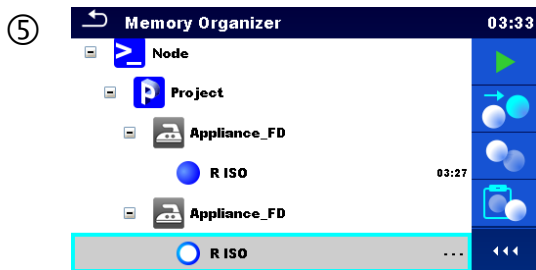 ⑤
Memory Organizer 03:33
Node
Project
Appliance_FD
R ISO 03:27
Appliance_FD
R ISO ---